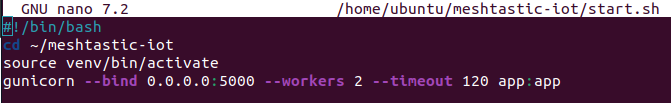 GNU nano 7.2 /home/ubuntu/meshtastic-iot/start.sh
#!/bin/bash
cd ~/meshtastic-iot
source venv/bin/activate
gunicorn --bind 0.0.0.0:5000 --workers 2 --timeout 120 app:app